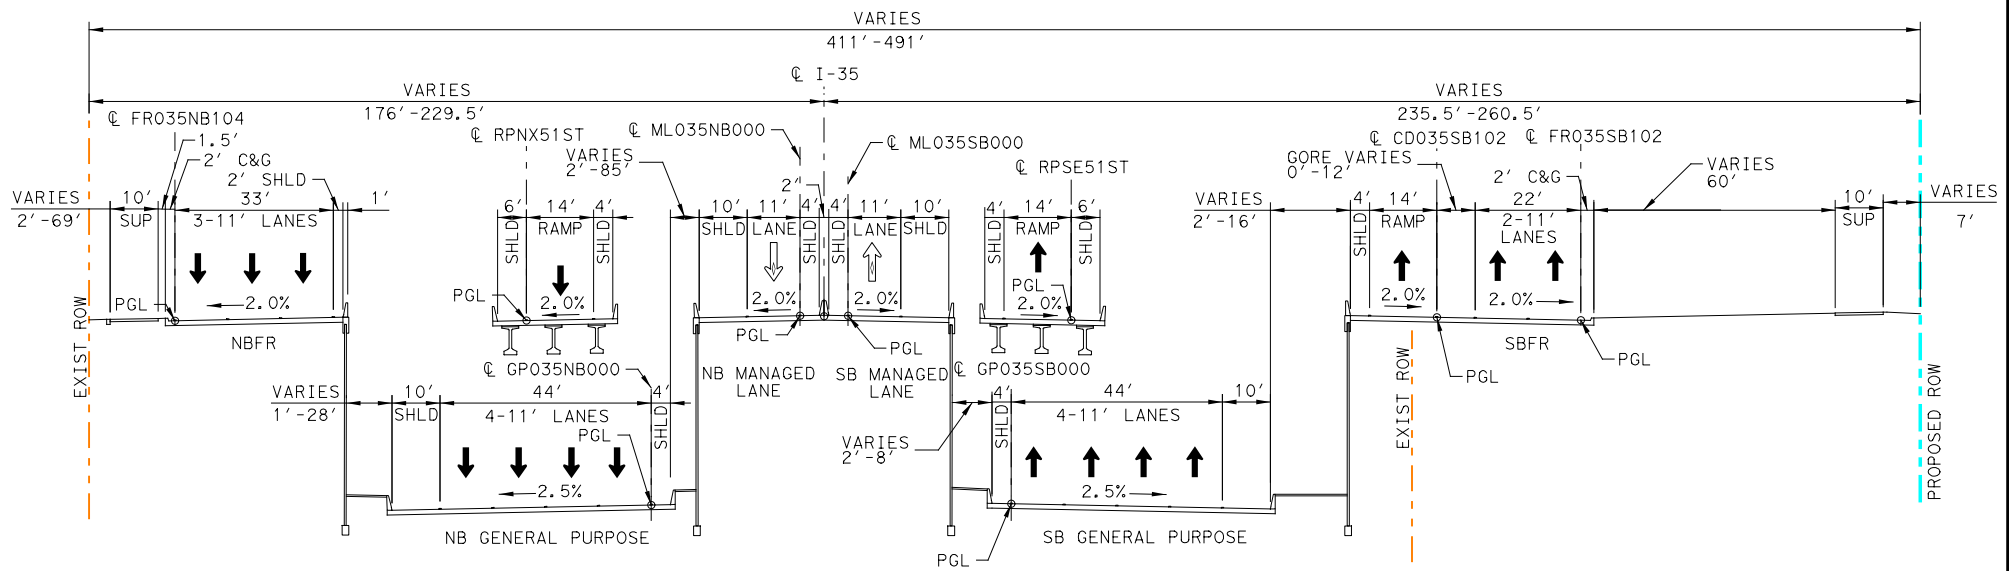 VARIES
411'-491'
℄ I-35
VARIES
176'-229.5'
VARIES
235.5'-260.5'
℄ FR035NB104
1.5'
2' C&G
2' SHLD
℄ RPNX51ST
℄ ML035NB000
VARIES
2'-85'
℄ ML035SB000
℄ RPSE51ST
℄ CD035SB102
℄ FR035SB102
GORE VARIES
0'-12'
2' C&G
VARIES
60'
VARIES
2'-69'
10'
SUP
33'
3-11' LANES
1'
6'
SHLD
14'
RAMP
4'
SHLD
10'
SHLD
11'
LANE
2'
4'
SHLD
4'
SHLD
11'
LANE
10'
SHLD
4'
SHLD
14'
RAMP
6'
SHLD
VARIES
2'-16'
4'
SHLD
14'
RAMP
22'
2-11'
LANES
10'
SUP
VARIES
7'
PGL
2.0%
PGL
2.0%
2.0%
2.0%
PGL
2.0%
2.0%
2.0%
EXIST ROW
NBFR
PGL
PGL
SBFR
PGL
PGL
℄ GP035NB000
NB MANAGED
LANE
SB MANAGED
LANE
℄ GP035SB000
EXIST ROW
PROPOSED ROW
VARIES
1'-28'
10'
SHLD
44'
4-11' LANES
4'
SHLD
PGL
2.5%
VARIES
2'-8'
4'
SHLD
44'
4-11' LANES
10'
2.5%
NB GENERAL PURPOSE
PGL
SB GENERAL PURPOSE